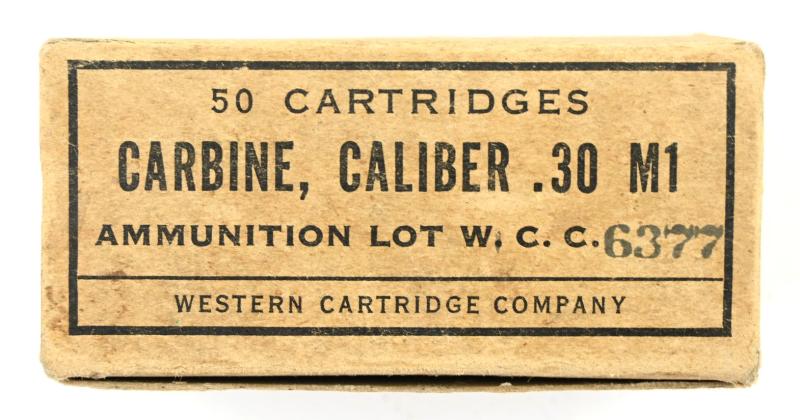 50 CARTRIDGES
CARBINE, CALIBER .30 M1
AMMUNITION LOT W. C. C. 6377
WESTERN CARTRIDGE COMPANY